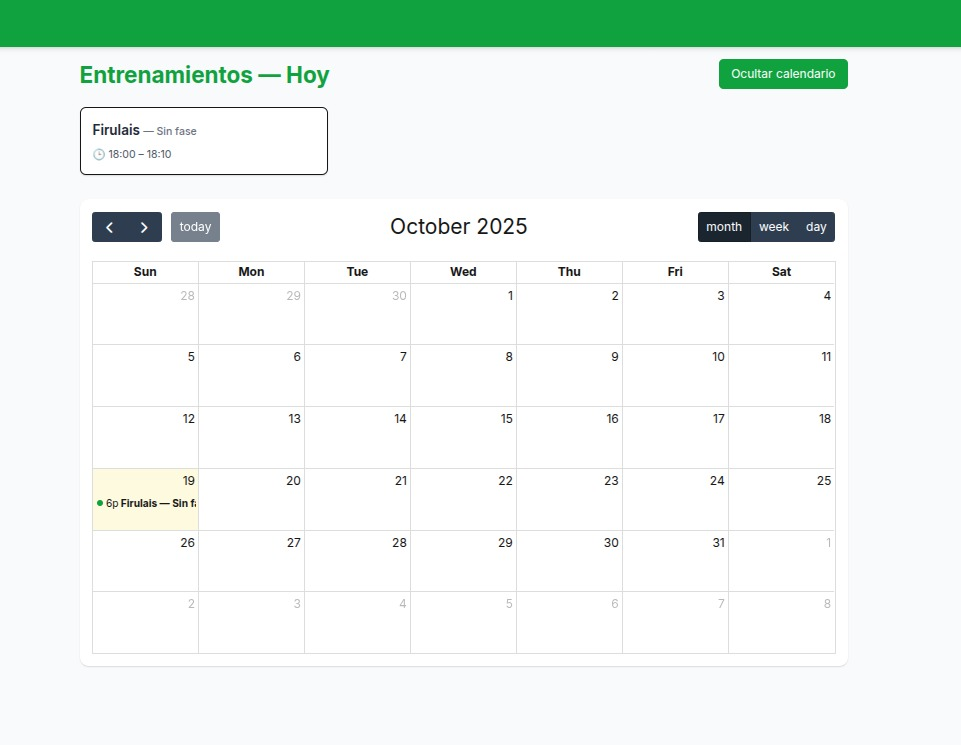 Entrenamientos — Hoy
Ocultar calendario
Firulais — Sin fase
18:00 – 18:10
today
October 2025
month week day
Sun Mon Tue Wed Thu Fri Sat
28 29 30 1 2 3 4
5 6 7 8 9 10 11
12 13 14 15 16 17 18
19 20 21 22 23 24 25
6p Firulais — Sin fa
26 27 28 29 30 31 1
2 3 4 5 6 7 8